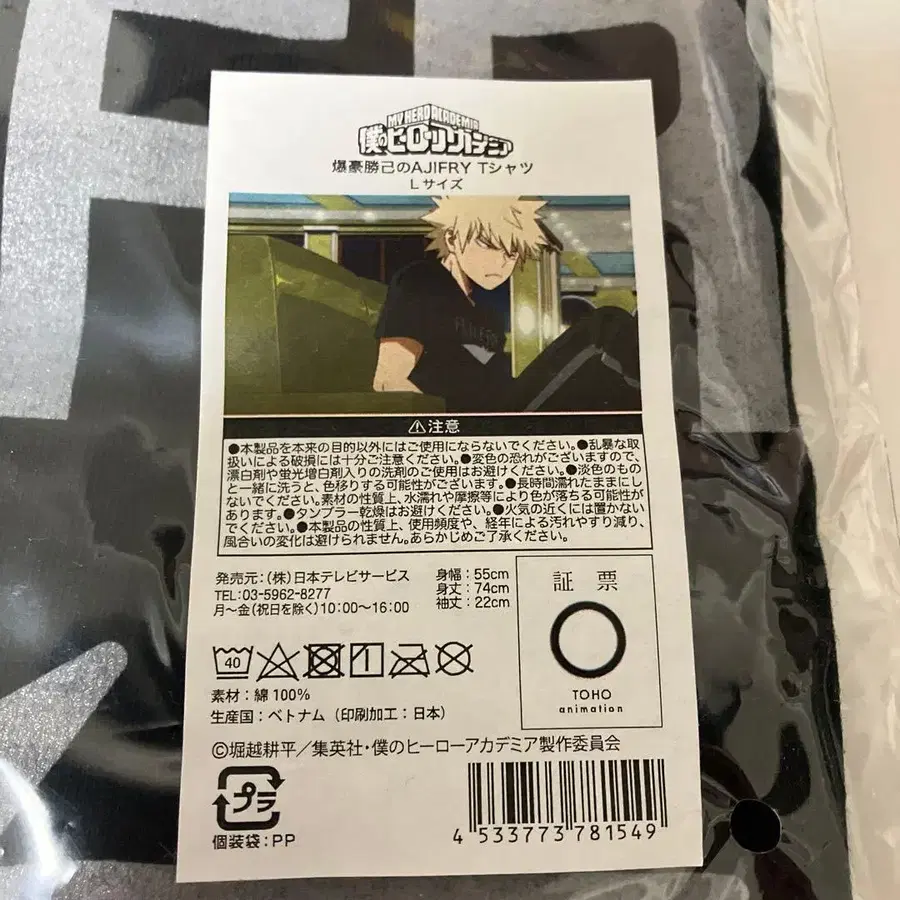 MY HERO ACADEMIA
僕のヒーローアカデミア
爆豪勝己のAJIFRY Tシャツ
Lサイズ
⚠注意
●本製品を本来の目的以外にはご使用にならないでください。●乱暴な取
扱いによる破損には十分ご注意ください。●変色の恐れがございますので、
漂白剤や蛍光増白剤入りの洗剤のご使用はお避けください。●淡色のもの
と一緒に洗うと、色移りする可能性がございます。●長時間濡れたままにし
ないでください。素材の性質上、水濡れや摩擦等により色が落ちる可能性が
あります。●タンブラー乾燥はお避けください。●火気の近くには置かない
でください。●本製品の性質上、使用頻度や、経年による汚れやすり減り、
風合いの変化は避けられません。あらかじめご了承ください。
発売元:(株)日本テレビサービス
TEL:03-5962-8277
月〜金(祝日を除く)10:00〜16:00
身幅:55cm
身丈:74cm
袖丈:22cm
証票
TOHO
animation
40
素材:綿100%
生産国:ベトナム(印刷加工:日本)
©堀越耕平/集英社・僕のヒーローアカデミア製作委員会
プラ
個装袋:PP
4 533773 781549